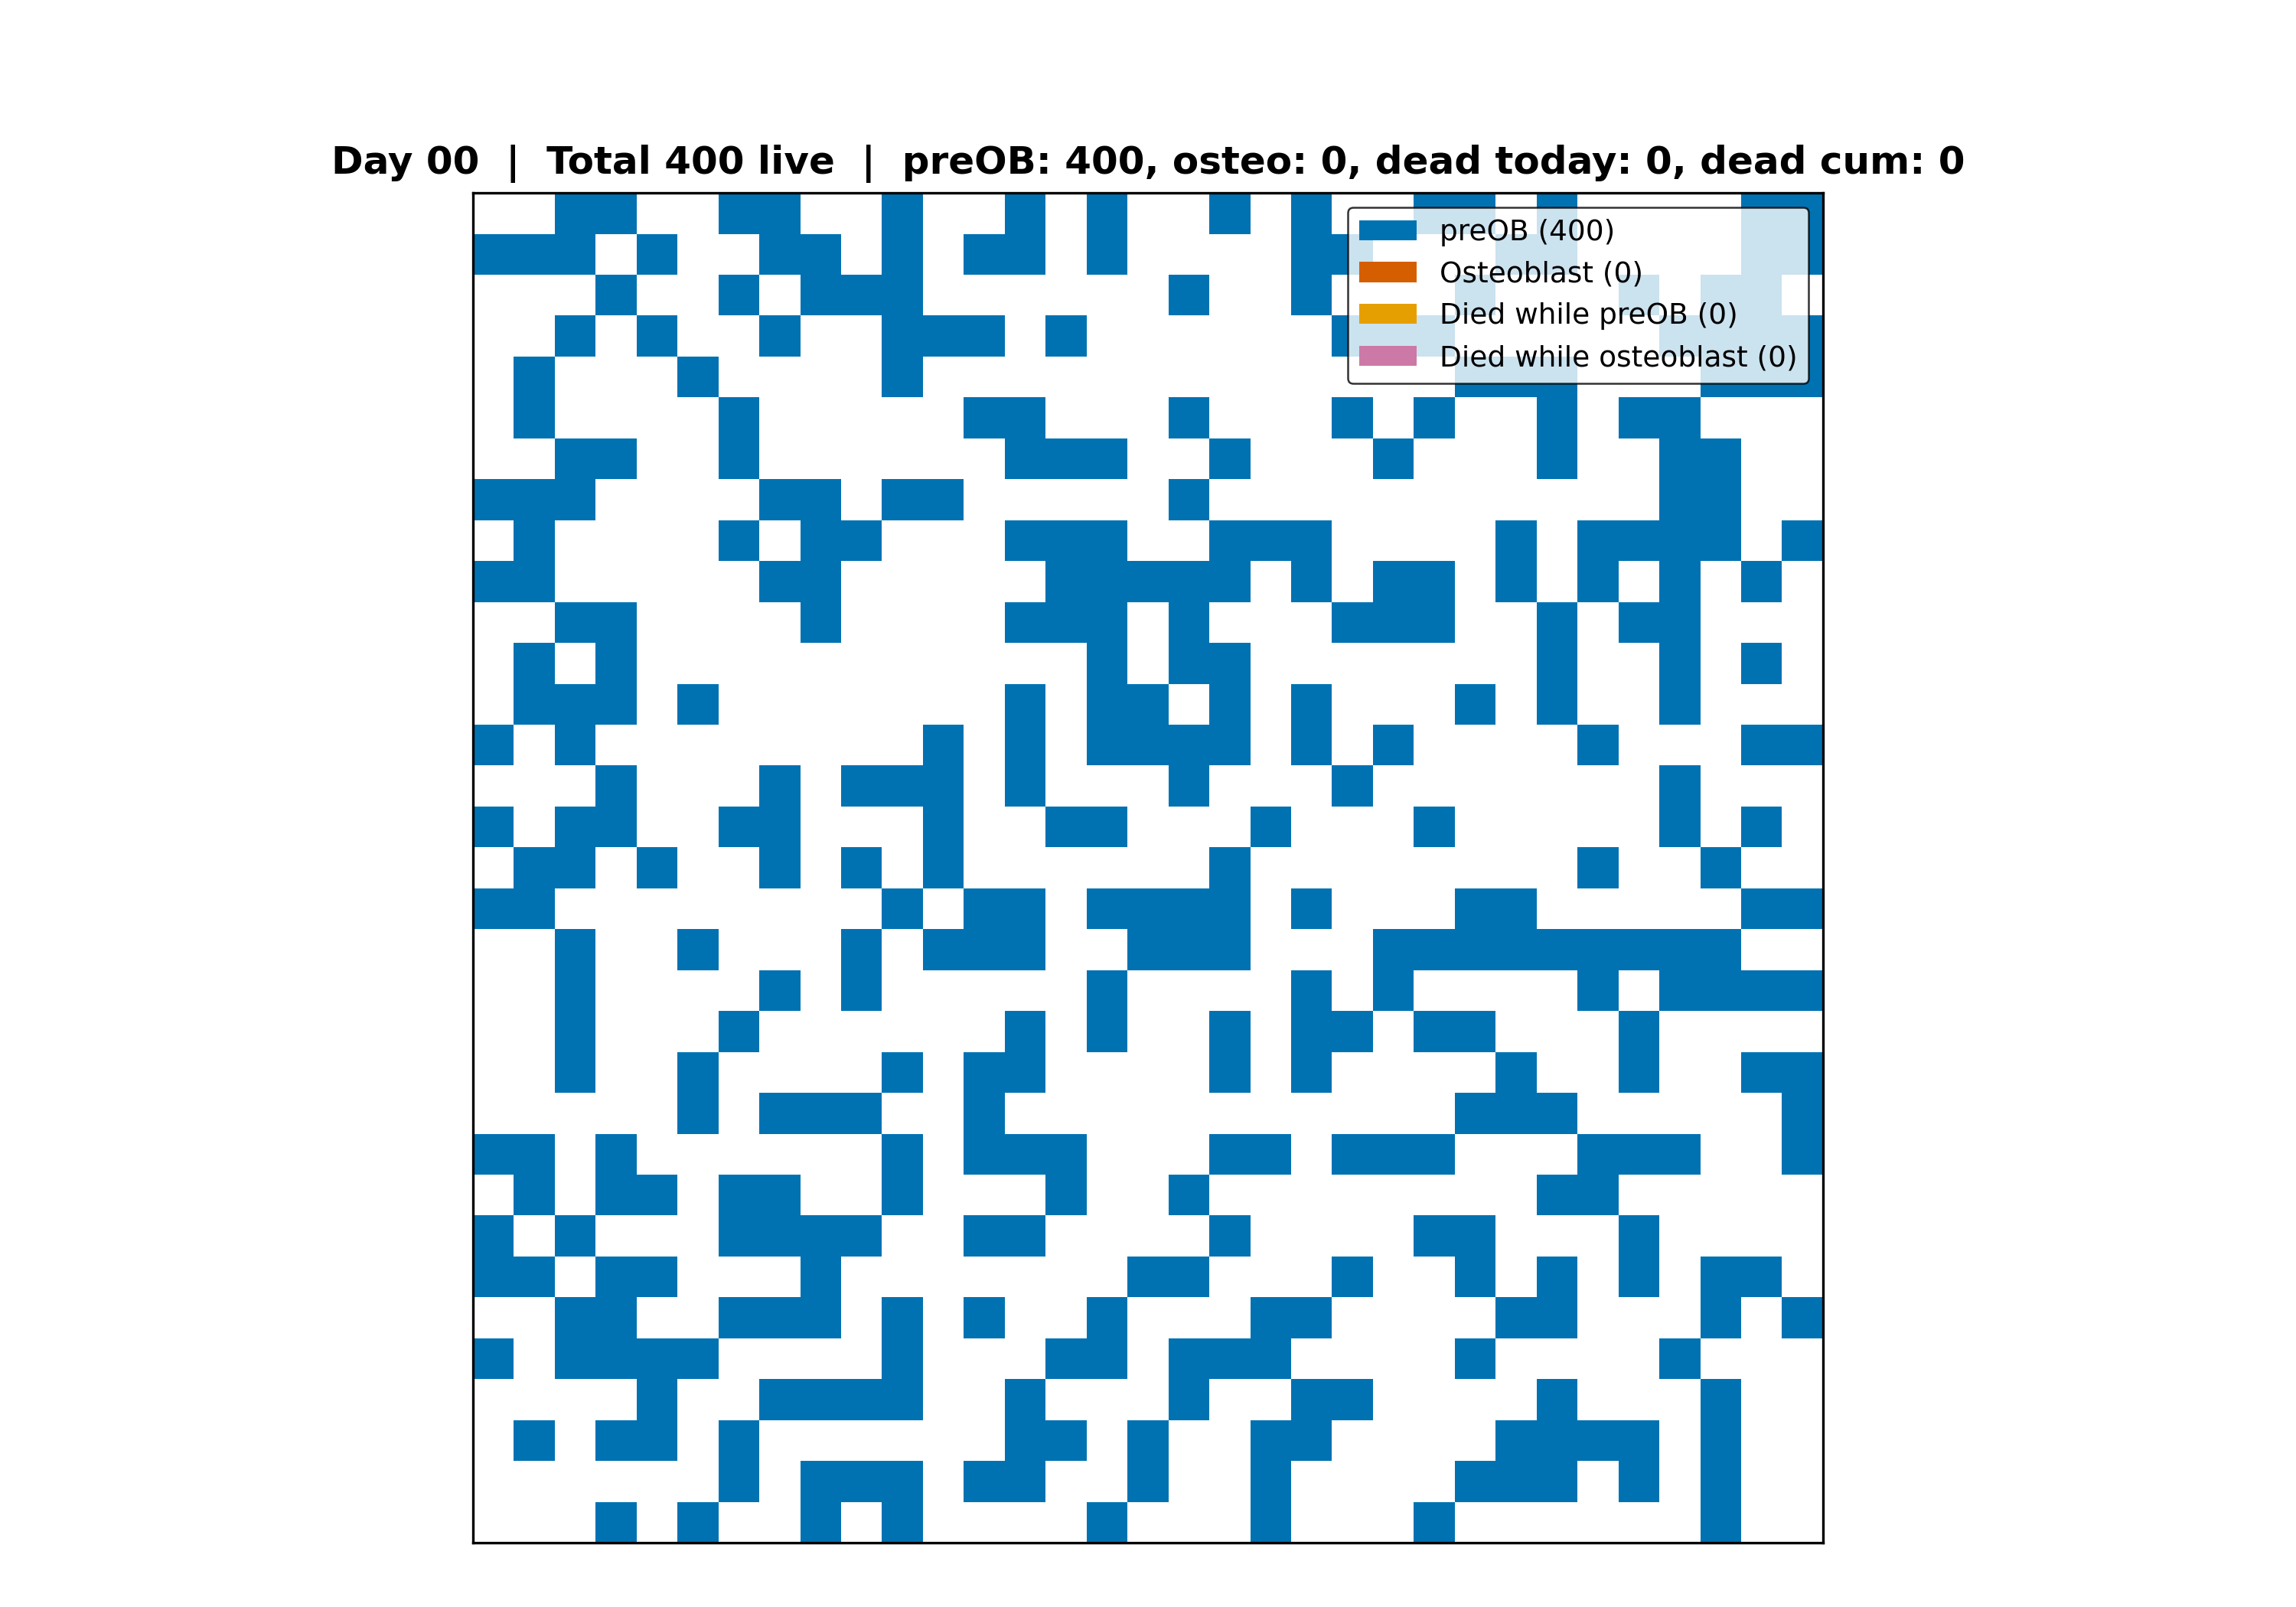 Day 00 | Total 400 live | preOB: 400, osteo: 0, dead today: 0, dead cum: 0
preOB (400)
Osteoblast (0)
Died while preOB (0)
Died while osteoblast (0)